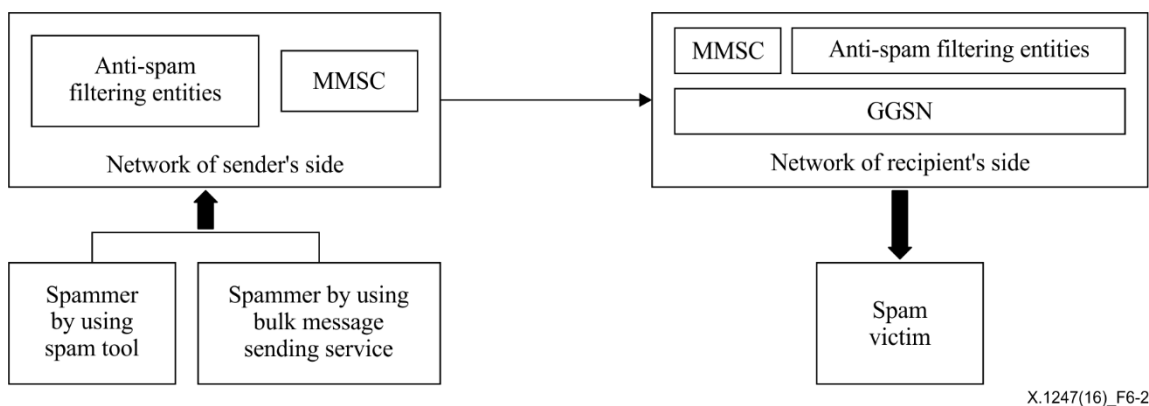 Anti-spam
filtering entities
MMSC
Network of sender's side
MMSC
Anti-spam filtering entities
GGSN
Network of recipient's side
Spammer
by using
spam tool
Spammer by using
bulk message
sending service
Spam
victim
X.1247(16)_F6-2